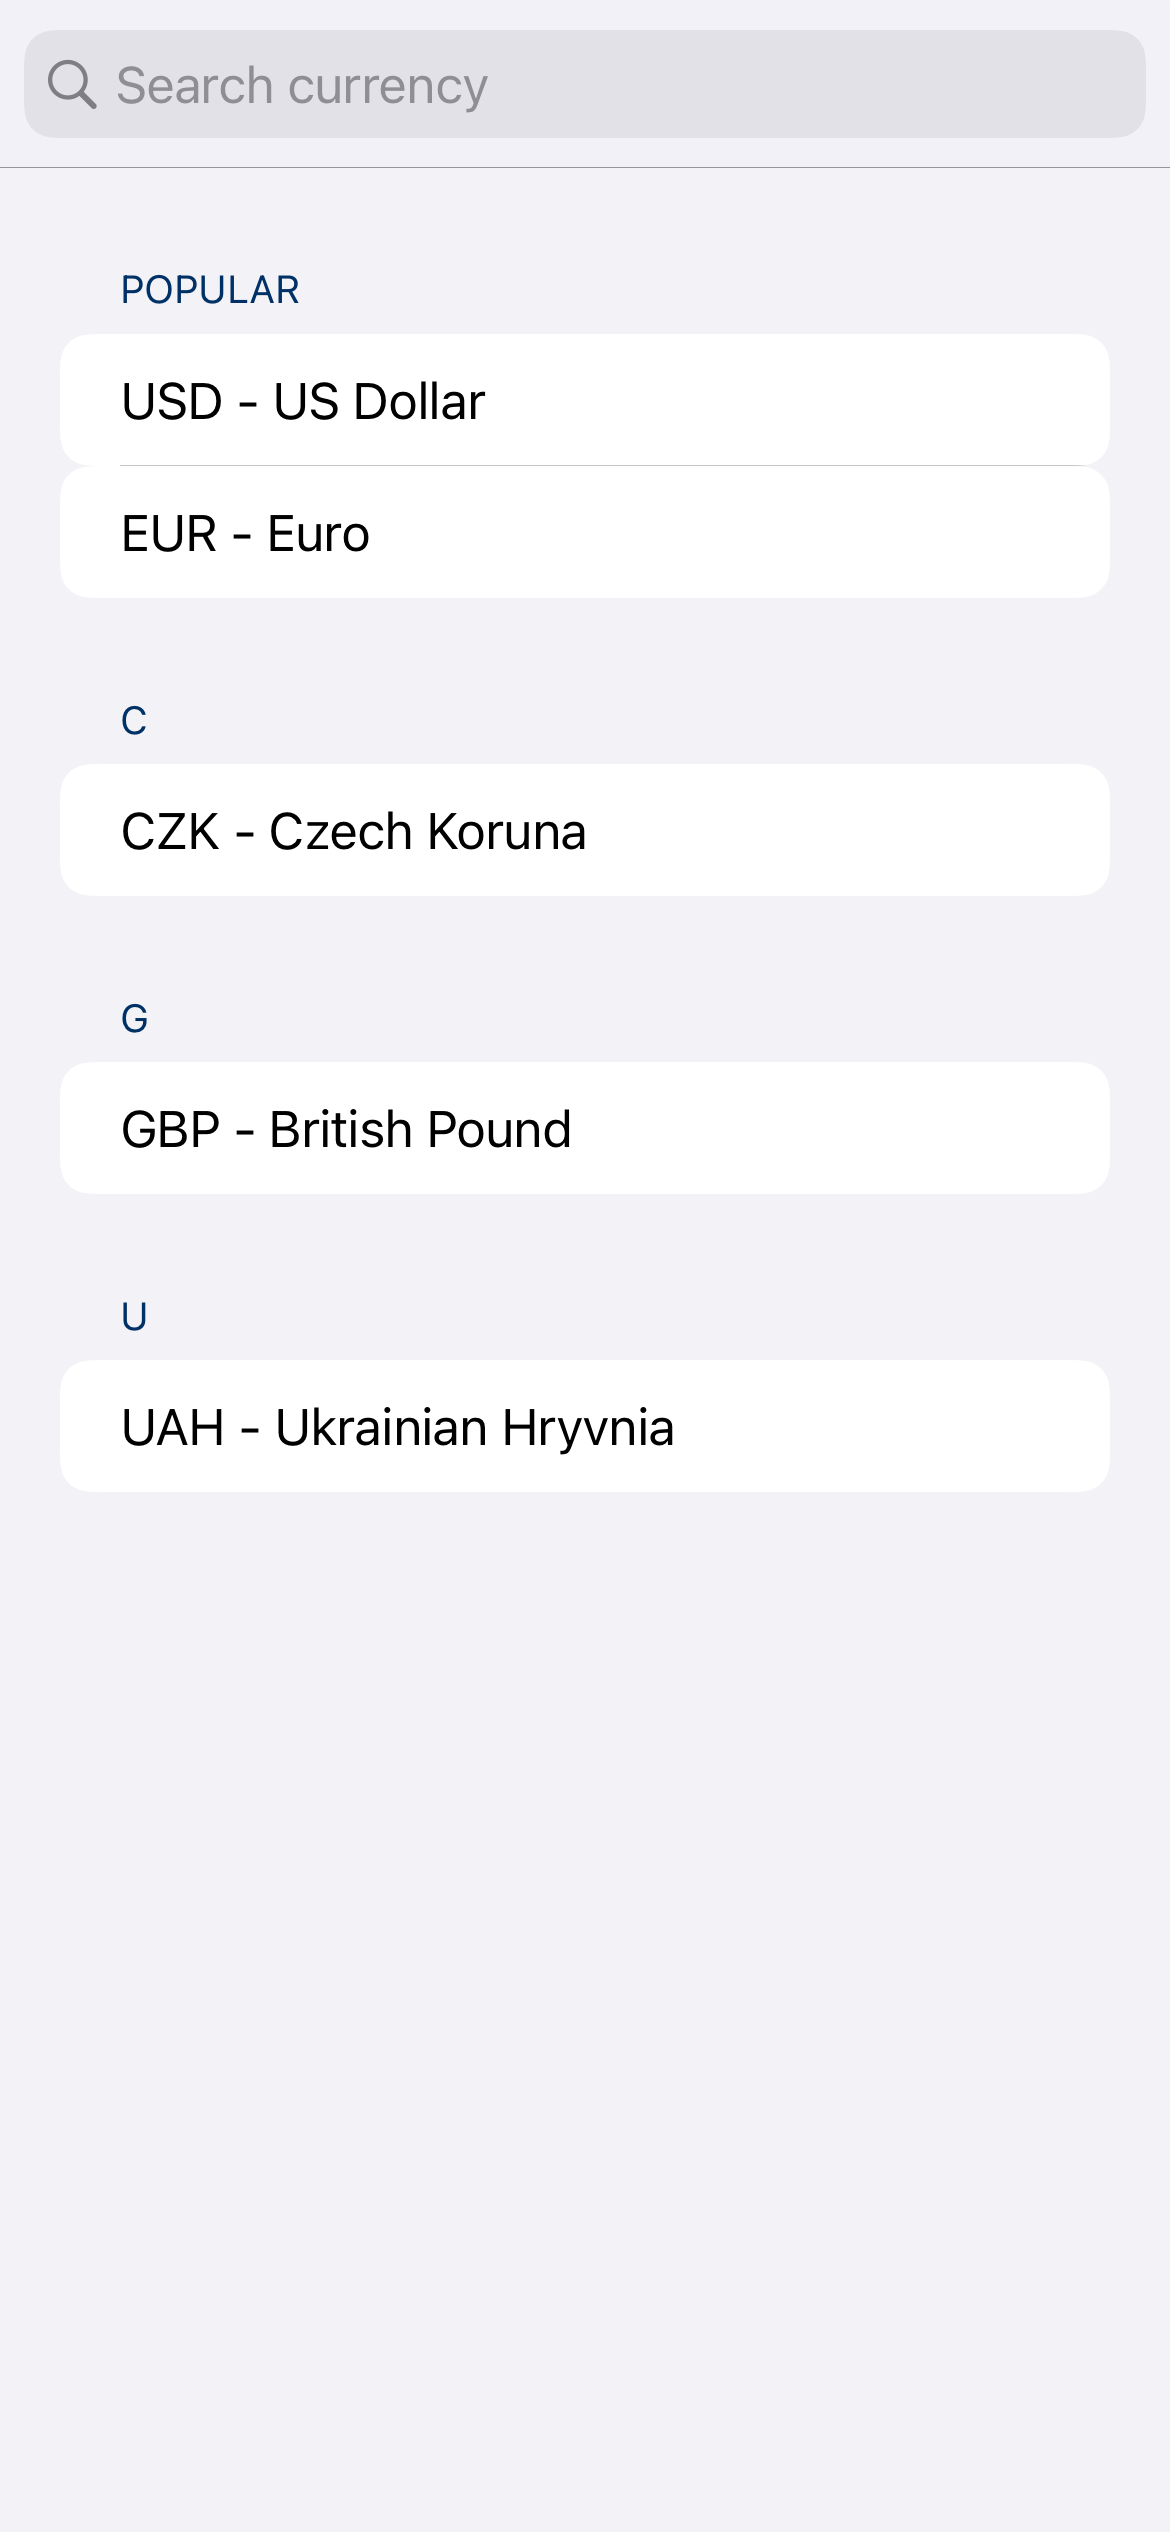 Search currency
POPULAR
USD - US Dollar
EUR - Euro
C
CZK - Czech Koruna
G
GBP - British Pound
U
UAH - Ukrainian Hryvnia